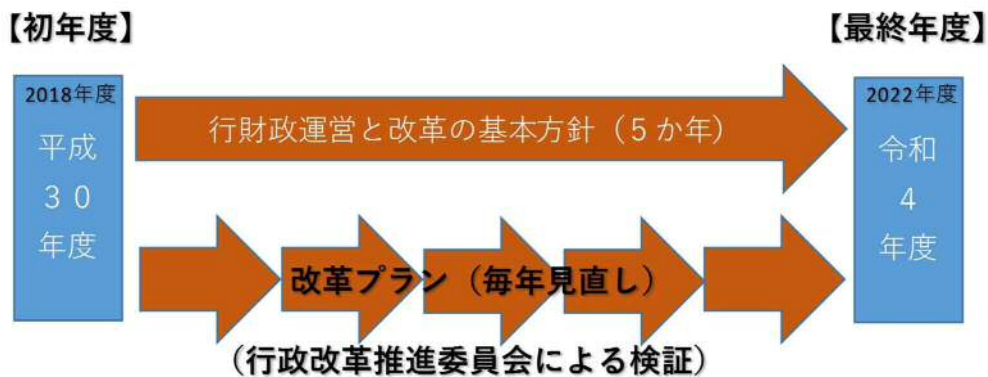 【初年度】
【最終年度】
2018年度
平成
30
年度
行財政運営と改革の基本方針（5か年）
2022年度
令和
4
年度
改革プラン（毎年見直し）
（行政改革推進委員会による検証）